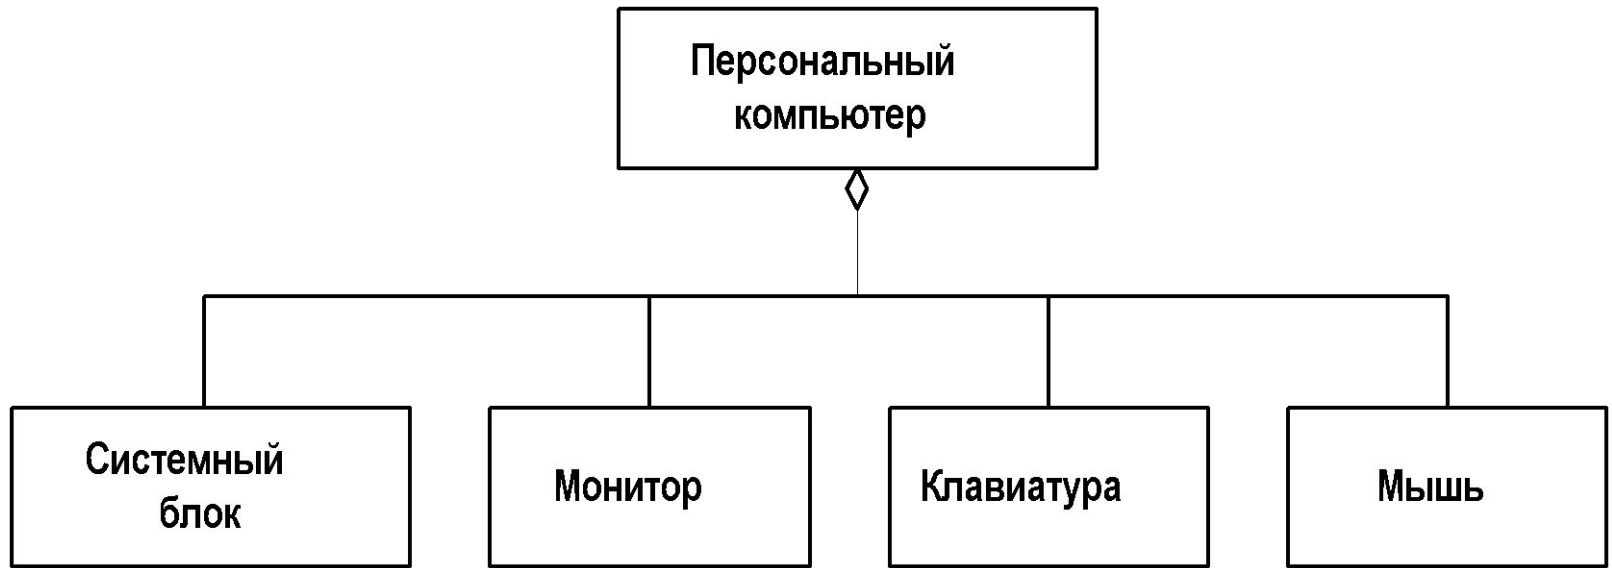 Персональный
компьютер
Системный
блок
Монитор
Клавиатура
Мышь